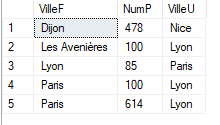 VilleF NumP VilleU
1 Dijon 478 Nice
2 Les Avenières 100 Lyon
3 Lyon 85 Paris
4 Paris 100 Lyon
5 Paris 614 Lyon